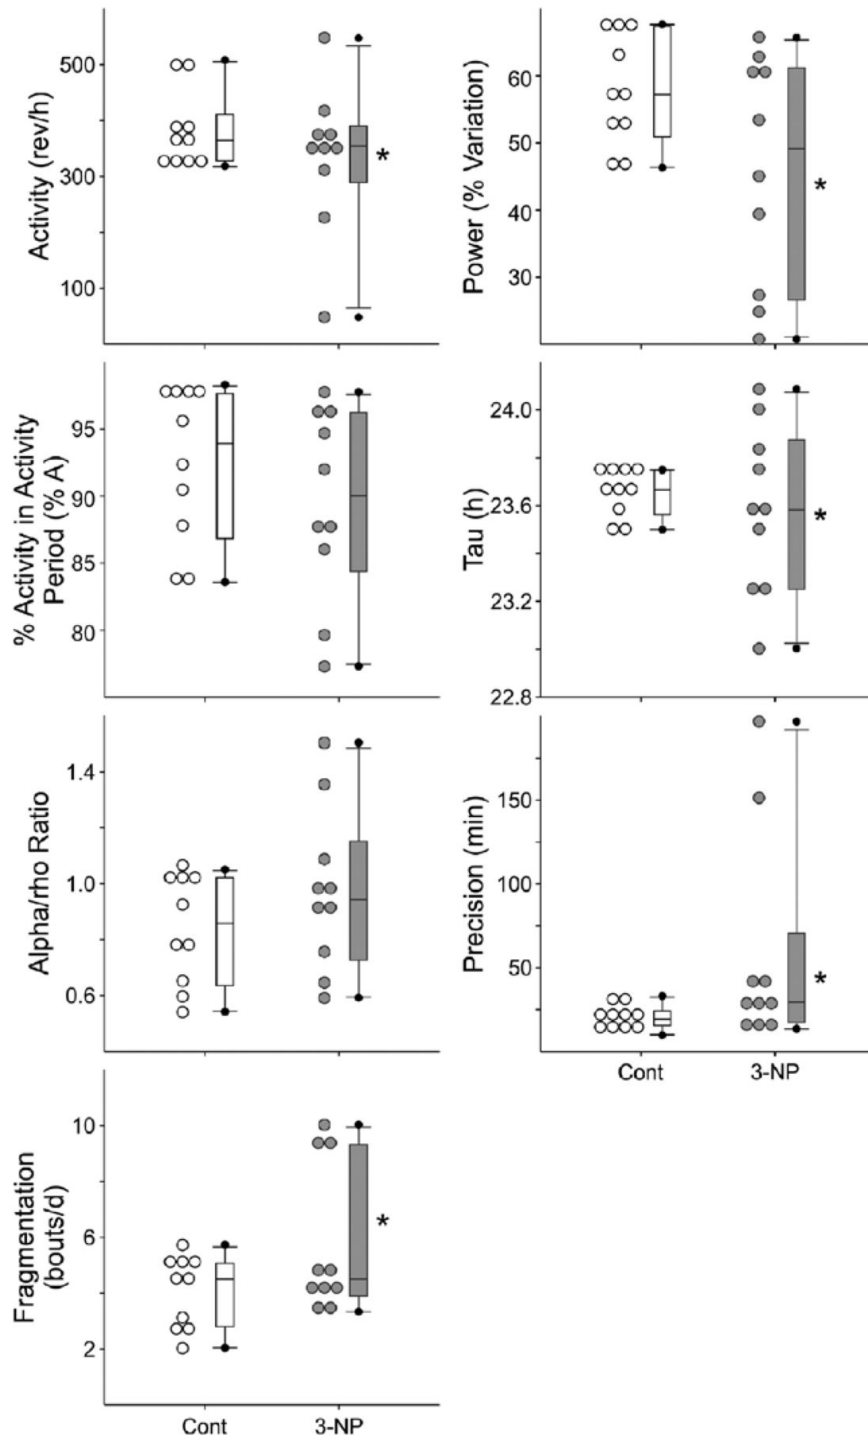 Activity (rev/h)
500
300
100
*
Power (% Variation)
60
50
40
30
*
% Activity in Activity
Period (% A)
95
90
85
80
Tau (h)
24.0
23.6
23.2
22.8
*
Alpha/rho Ratio
1.4
1.0
0.6
Precision (min)
150
100
50
*
Cont
3-NP
Fragmentation
(bouts/d)
10
6
2
*
Cont
3-NP